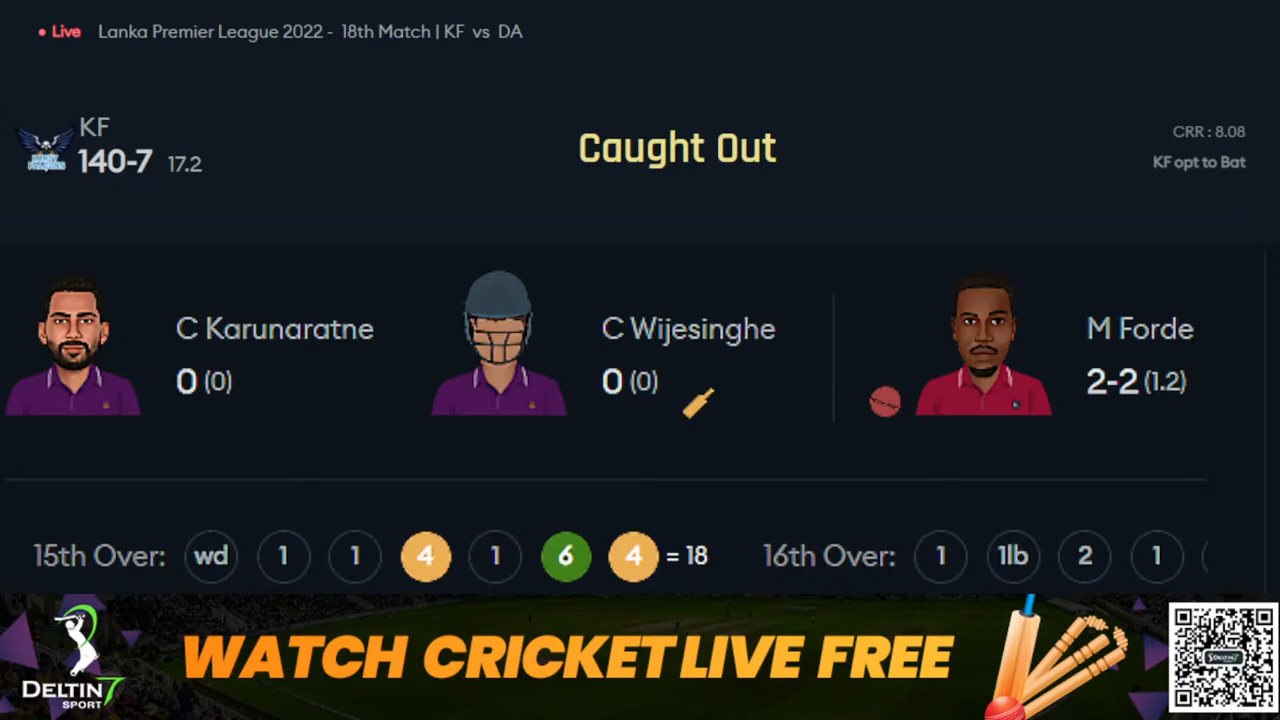 Live Lanka Premier League 2022 - 18th Match | KF vs DA
KF
140-7 17.2
Caught Out
CRR : 8.08
KF opt to Bat
C Karunaratne
0 (0)
C Wijesinghe
0 (0)
M Forde
2-2 (1.2)
15th Over: wd 1 1 4 1 6 4 = 18
16th Over: 1 1lb 2 1
WATCH CRICKET LIVE FREE
DELTIN7
SPORT